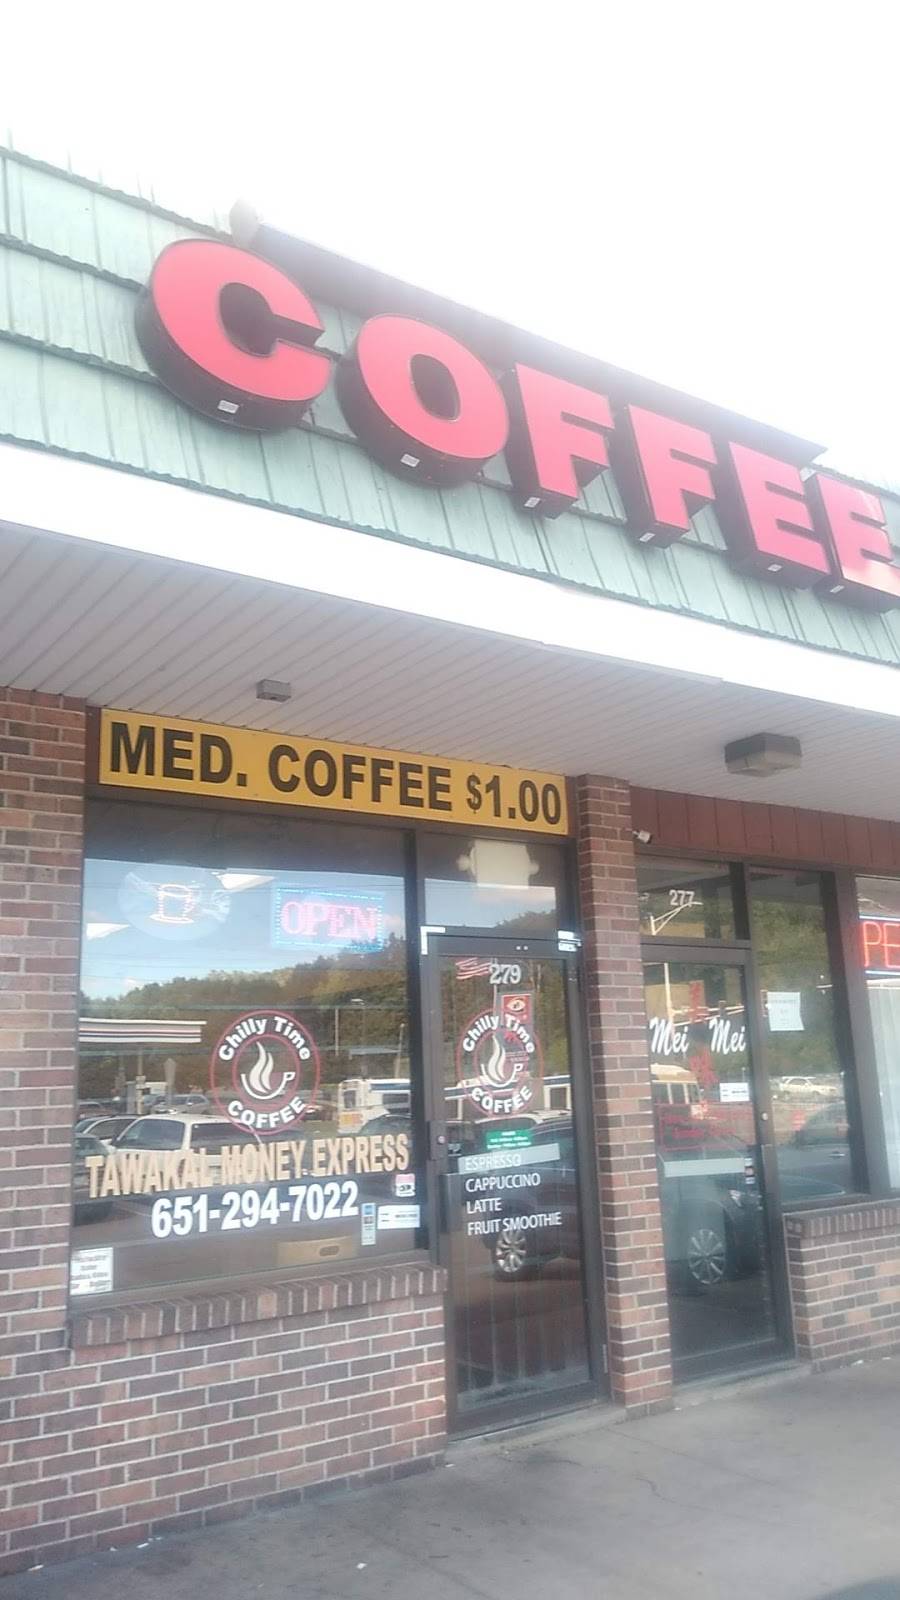 COFFEE
MED. COFFEE $1.00
OPEN
279
277
Chilly Time
COFFEE
Chilly Time
COFFEE
Mei Mei
TAWAKAL MONEY EXPRESS
651-294-7022
ESPRESSO
CAPPUCCINO
LATTE
FRUIT SMOOTHIE